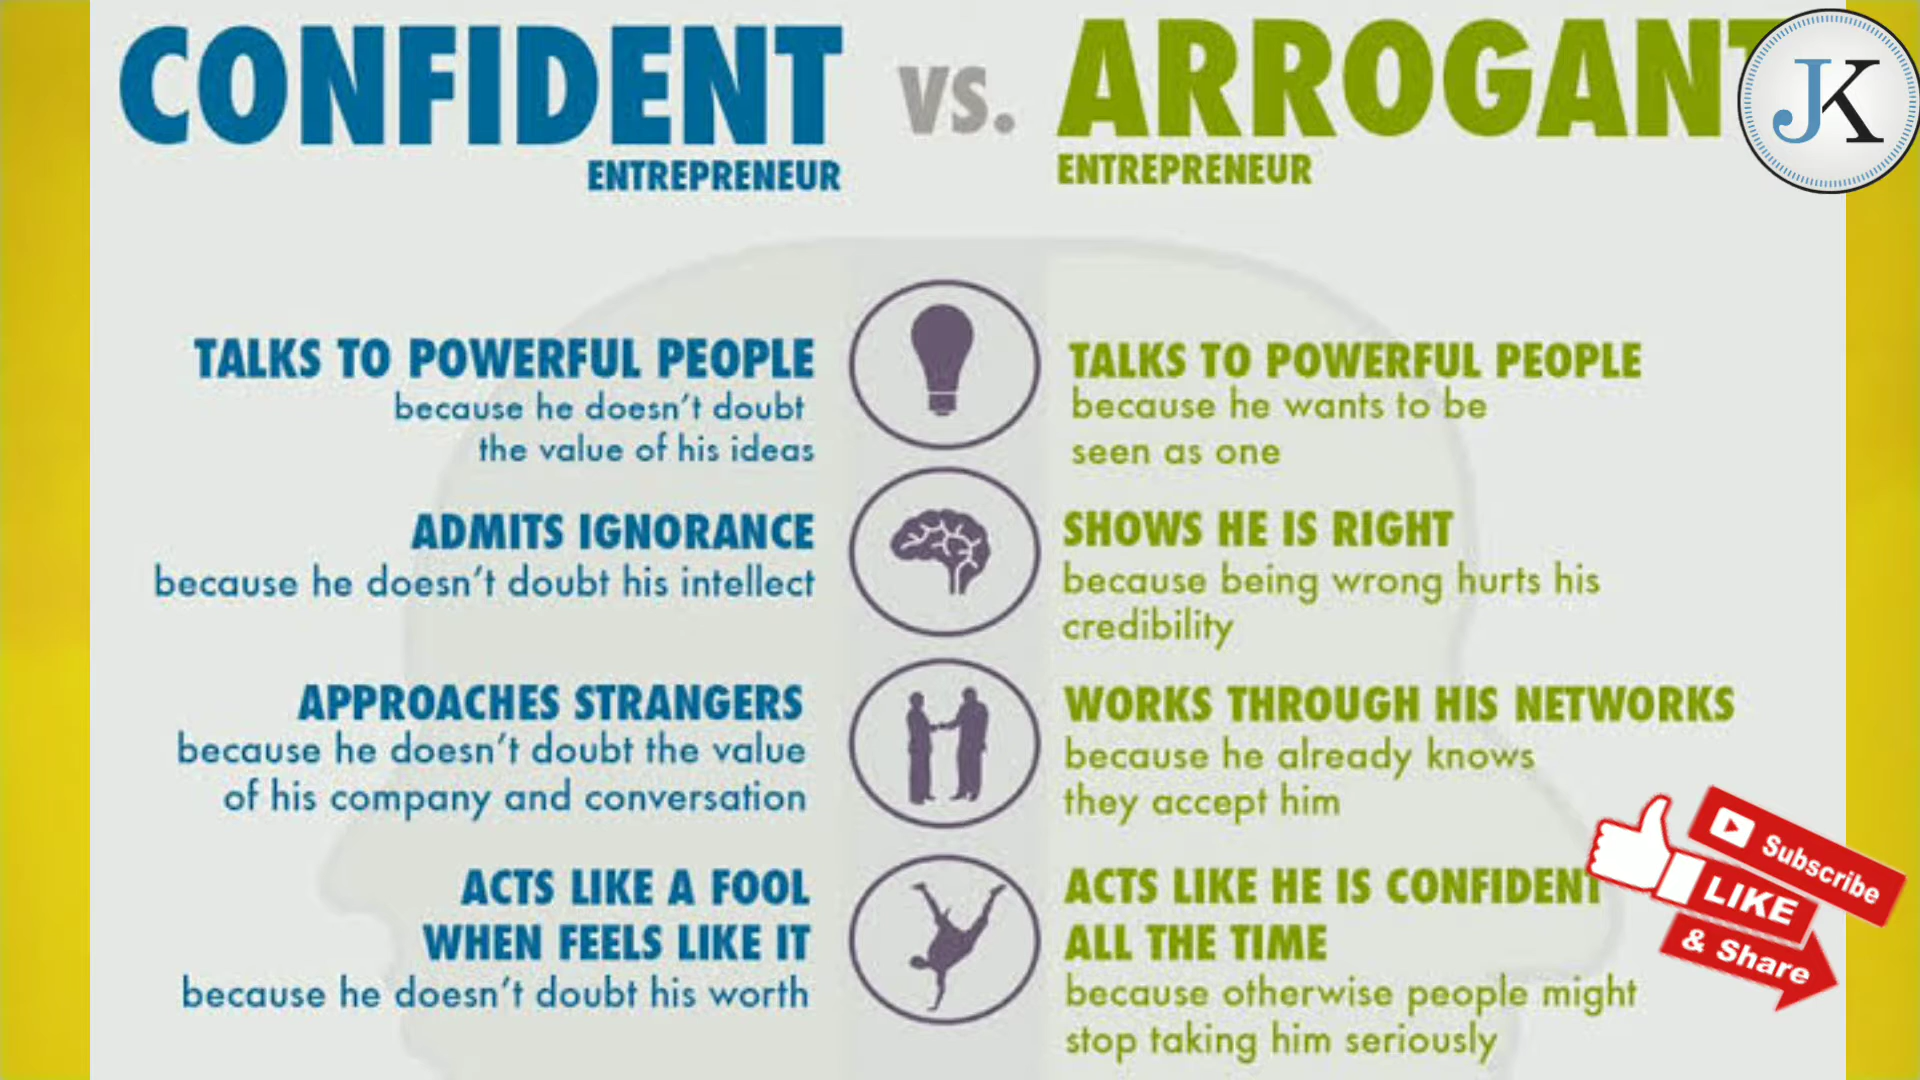 CONFIDENT
ENTREPRENEUR
VS.
ARROGANT
ENTREPRENEUR
JK
TALKS TO POWERFUL PEOPLE
because he doesn't doubt
the value of his ideas
TALKS TO POWERFUL PEOPLE
because he wants to be
seen as one
ADMITS IGNORANCE
because he doesn't doubt his intellect
SHOWS HE IS RIGHT
because being wrong hurts his
credibility
APPROACHES STRANGERS
because he doesn't doubt the value
of his company and conversation
WORKS THROUGH HIS NETWORKS
because he already knows
they accept him
ACTS LIKE A FOOL
WHEN FEELS LIKE IT
because he doesn't doubt his worth
ACTS LIKE HE IS CONFIDENT
ALL THE TIME
because otherwise people might
stop taking him seriously
Subscribe
LIKE
& Share